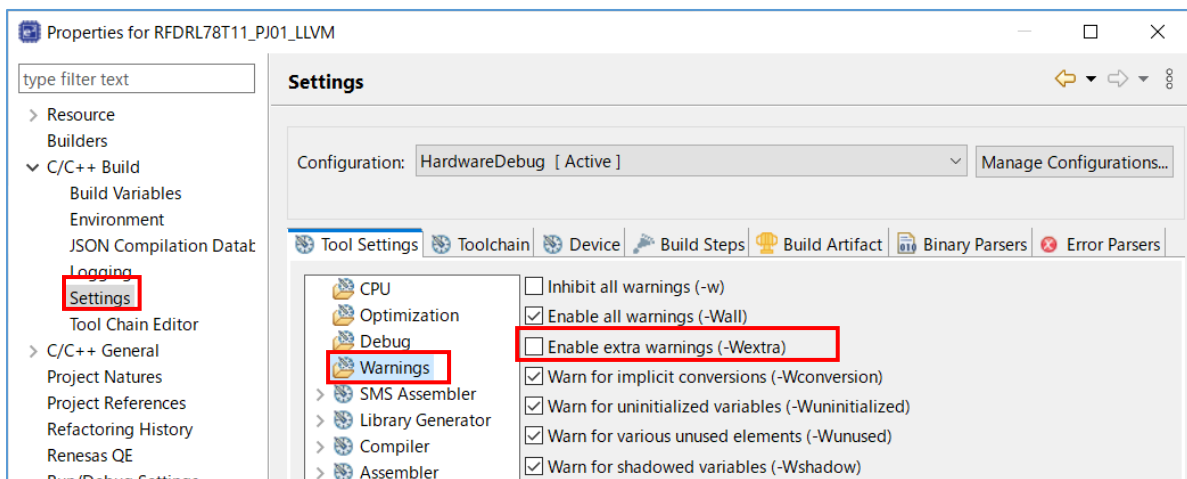 Properties for RFDRL78T11_PJ01_LLVM
type filter text
Resource
Builders
C/C++ Build
Build Variables
Environment
JSON Compilation Datab
Logging
Settings
Tool Chain Editor
C/C++ General
Project Natures
Project References
Refactoring History
Renesas QE
Run/Debug Settings
Settings
Configuration: HardwareDebug [ Active ] Manage Configurations...
Tool Settings Toolchain Device Build Steps Build Artifact Binary Parsers Error Parsers
CPU
Optimization
Debug
Warnings
SMS Assembler
Library Generator
Compiler
Assembler
Inhibit all warnings (-w)
Enable all warnings (-Wall)
Enable extra warnings (-Wextra)
Warn for implicit conversions (-Wconversion)
Warn for uninitialized variables (-Wuninitialized)
Warn for various unused elements (-Wunused)
Warn for shadowed variables (-Wshadow)